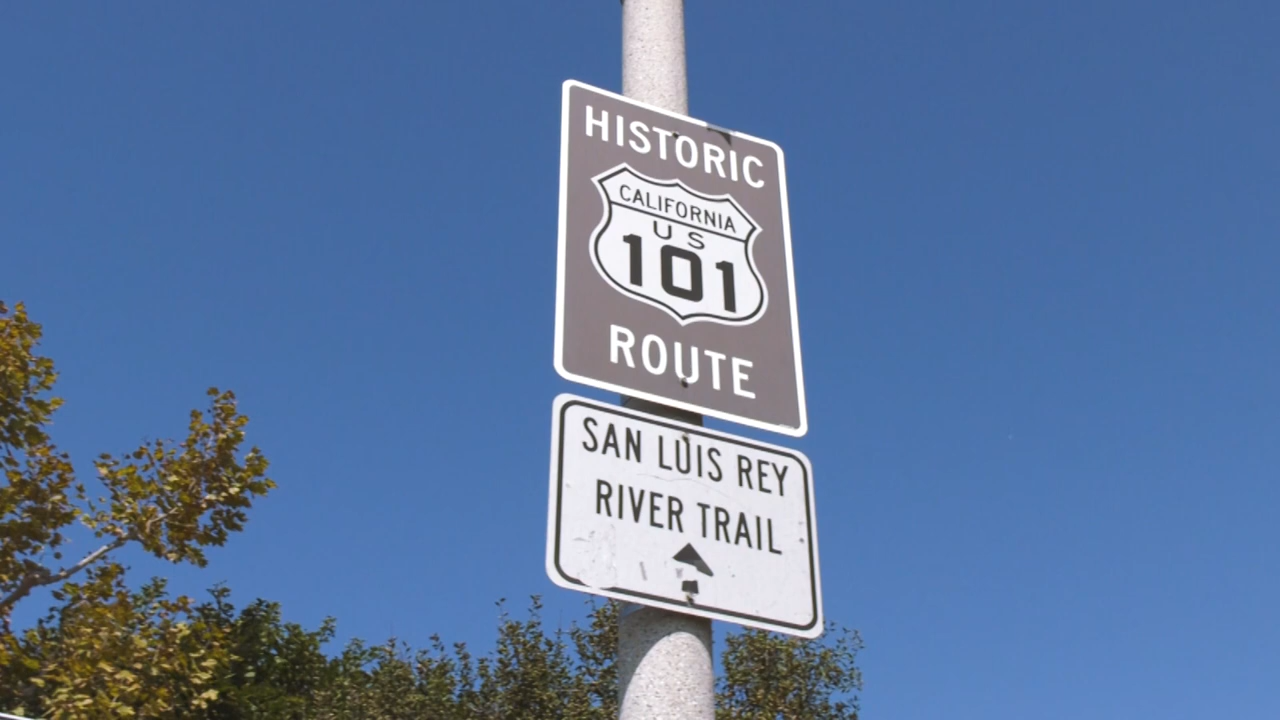 HISTORIC
CALIFORNIA
US
101
ROUTE
SAN LUIS REY
RIVER TRAIL